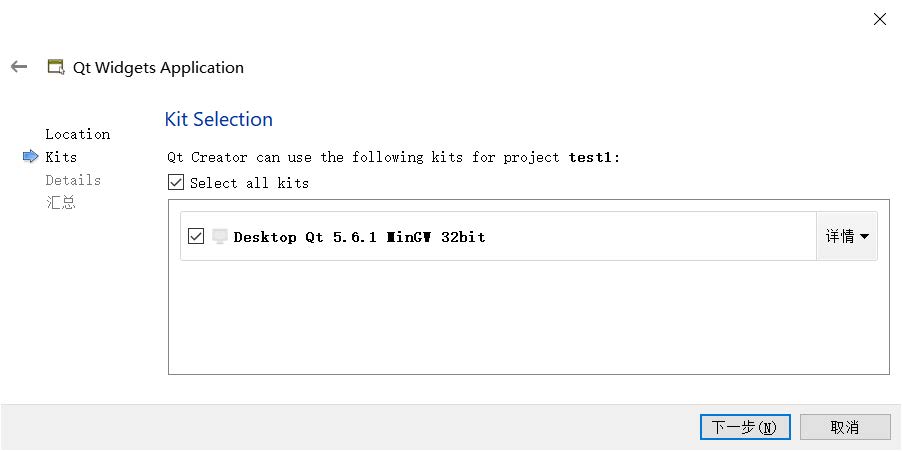 Qt Widgets Application
Kit Selection
Location
Kits
Details
汇总
Qt Creator can use the following kits for project test1:
Select all kits
Desktop Qt 5.6.1 MinGW 32bit
详情
下一步(N)
取消